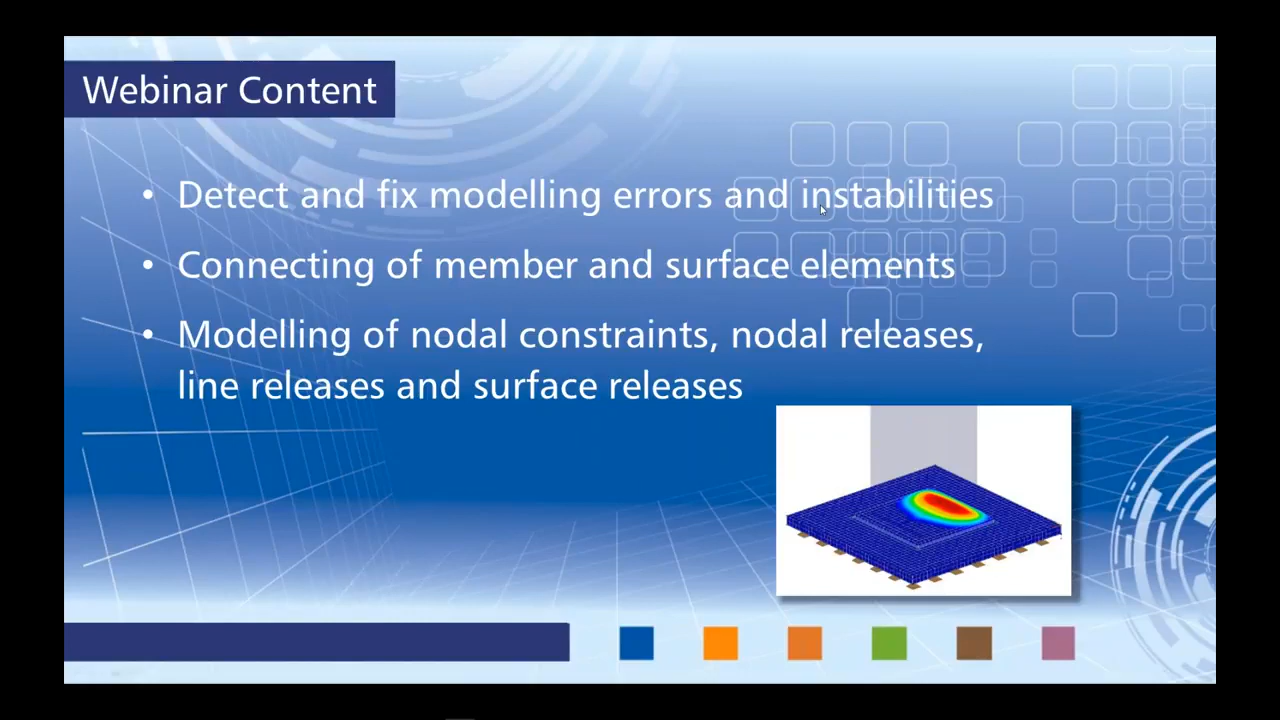 Webinar Content
• Detect and fix modelling errors and instabilities
• Connecting of member and surface elements
• Modelling of nodal constraints, nodal releases,
line releases and surface releases